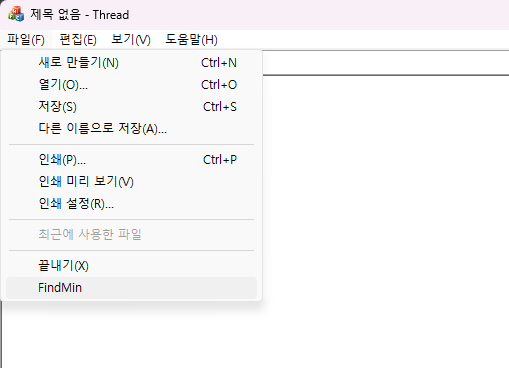 제목 없음 - Thread
파일(F) 편집(E) 보기(V) 도움말(H)
새로 만들기(N) Ctrl+N
열기(O)... Ctrl+O
저장(S) Ctrl+S
다른 이름으로 저장(A)...
인쇄(P)... Ctrl+P
인쇄 미리 보기(V)
인쇄 설정(R)...
최근에 사용한 파일
끝내기(X)
FindMin